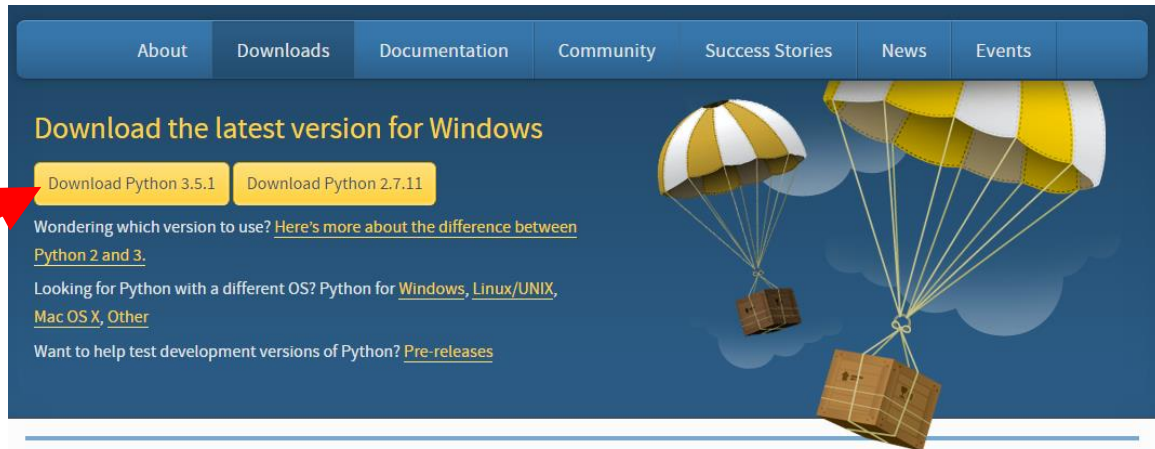 About Downloads Documentation Community Success Stories News Events
Download the latest version for Windows
Download Python 3.5.1 Download Python 2.7.11
Wondering which version to use? Here's more about the difference between
Python 2 and 3.
Looking for Python with a different OS? Python for Windows, Linux/UNIX,
Mac OS X, Other
Want to help test development versions of Python? Pre-releases